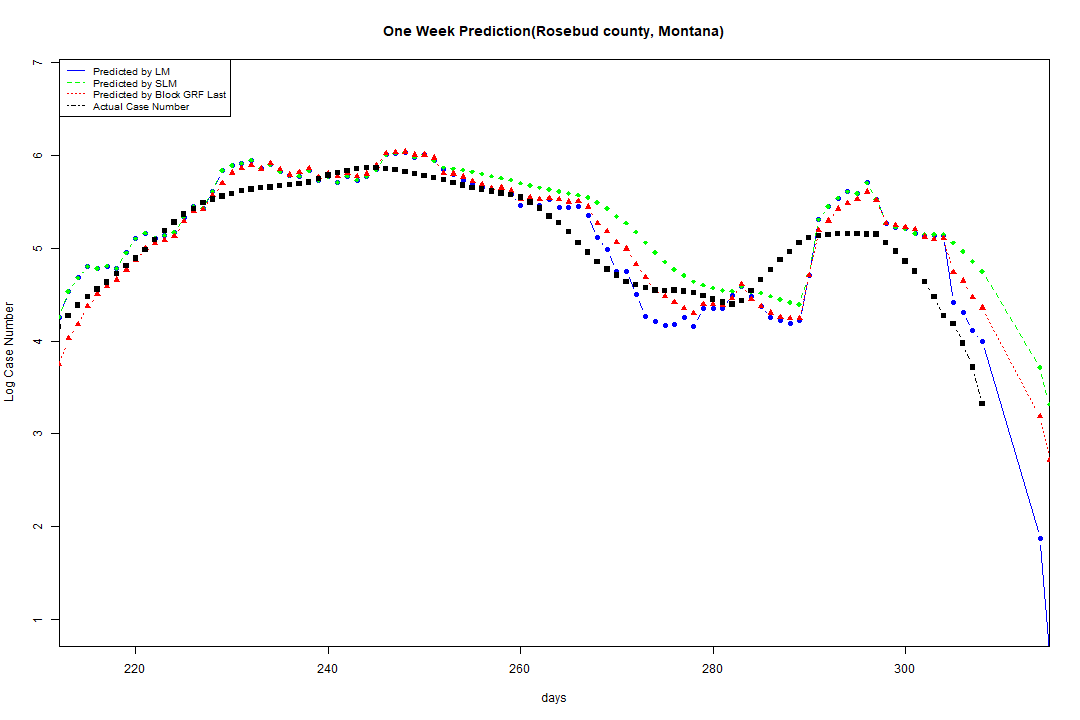 One Week Prediction(Rosebud county, Montana)
Predicted by LM
Predicted by SLM
Predicted by Block GRF Last
Actual Case Number
7
6
5
4
3
2
1
Log Case Number
220 240 260 280 300
days